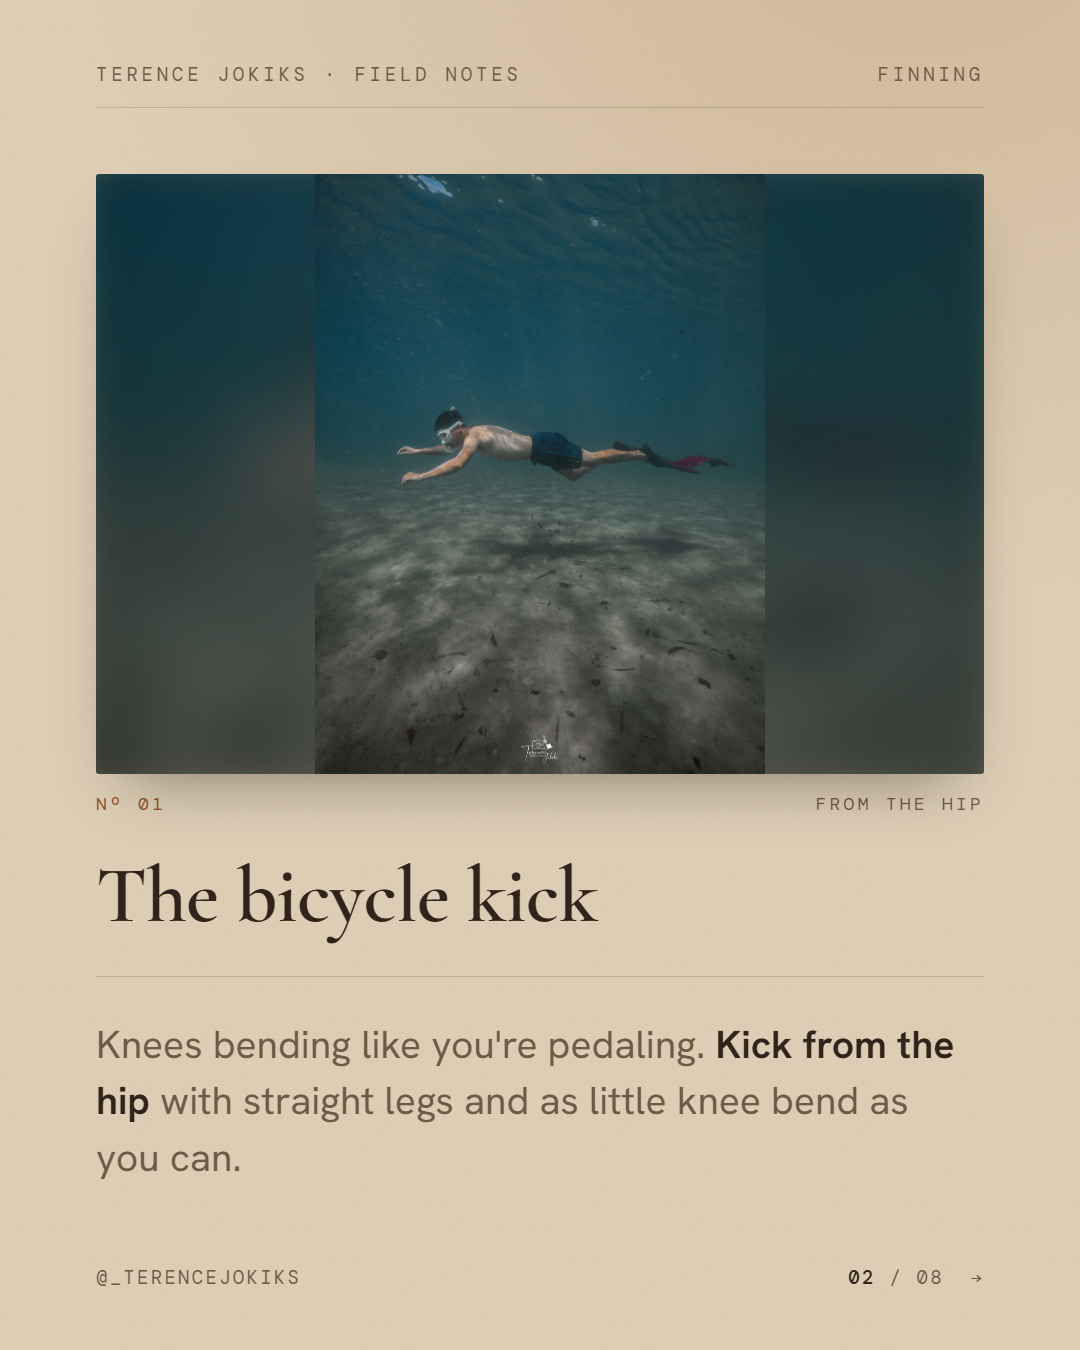 TERENCE JOKIKS · FIELD NOTES
FINNING
Nº 01
FROM THE HIP
The bicycle kick
Knees bending like you're pedaling. Kick from the
hip with straight legs and as little knee bend as
you can.
@_TERENCEJOKIKS
02 / 08 →